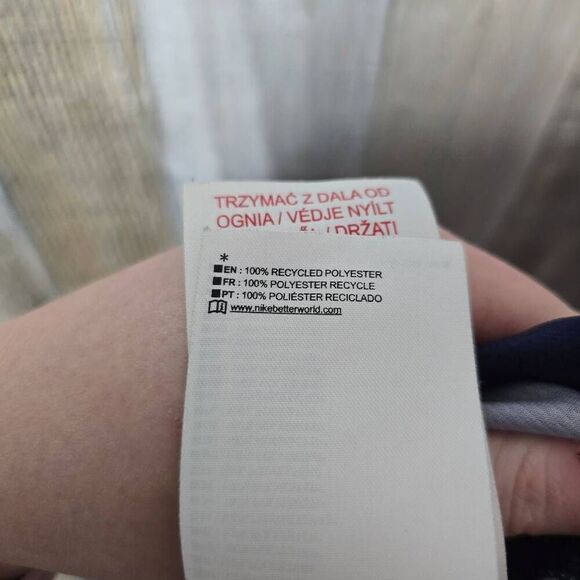 TRZYMAĆ Z DALA OD
OGNIA / VÉDJE NYÍLT
/ DRŽATI
*
EN : 100% RECYCLED POLYESTER
FR : 100% POLYESTER RECYCLE
PT : 100% POLIÉSTER RECICLADO
www.nikebetterworld.com